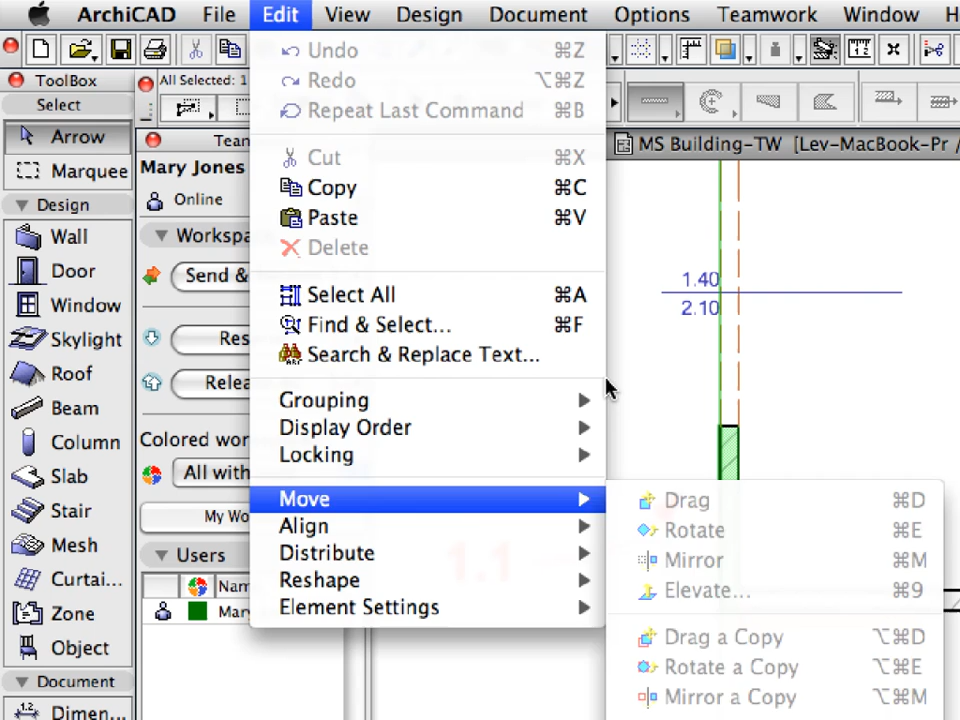 ArchiCAD File Edit View Design Document Options Teamwork Window
ToolBox
Select
Arrow
Marquee
Design
Wall
Door
Window
Skylight
Roof
Beam
Column
Slab
Stair
Mesh
Curtai...
Zone
Object
Document
Dimen...
All Selected: 1
Mary Jones
Online
Workspa
Send &
Colored wor
All with
My Wo
Users
Nam
Mary
Undo ⌘Z
Redo ⌥⌘Z
Repeat Last Command ⌘B
Cut ⌘X
Copy ⌘C
Paste ⌘V
Delete
Select All ⌘A
Find & Select... ⌘F
Search & Replace Text...
Grouping
Display Order
Locking
Move
Align
Distribute
Reshape
Element Settings
1.1
Drag ⌘D
Rotate ⌘E
Mirror ⌘M
Elevate... ⌘9
Drag a Copy ⌥⌘D
Rotate a Copy ⌥⌘E
Mirror a Copy ⌥⌘M
MS Building-TW [Lev-MacBook-Pr /
1.40
2.10